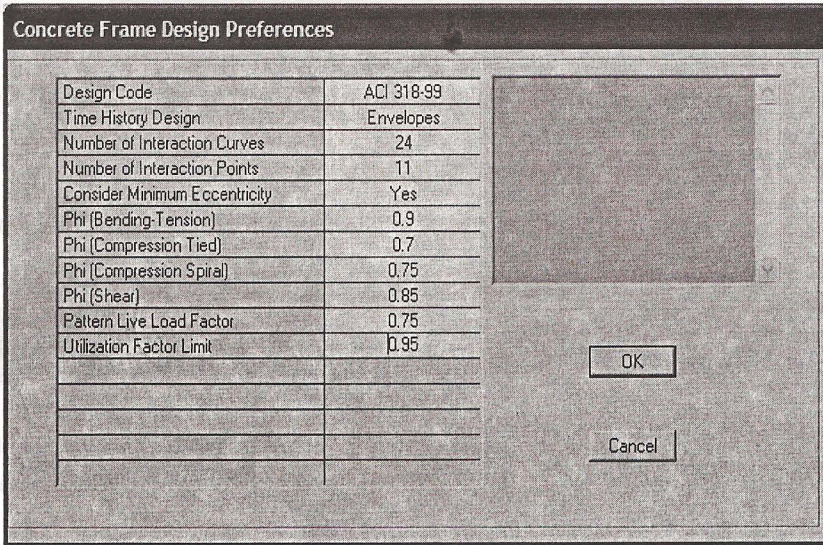 Concrete Frame Design Preferences
Design Code ACI 318-99
Time History Design Envelopes
Number of Interaction Curves 24
Number of Interaction Points 11
Consider Minimum Eccentricity Yes
Phi (Bending-Tension) 0.9
Phi (Compression Tied) 0.7
Phi (Compression Spiral) 0.75
Phi (Shear) 0.85
Pattern Live Load Factor 0.75
Utilization Factor Limit 0.95
OK
Cancel